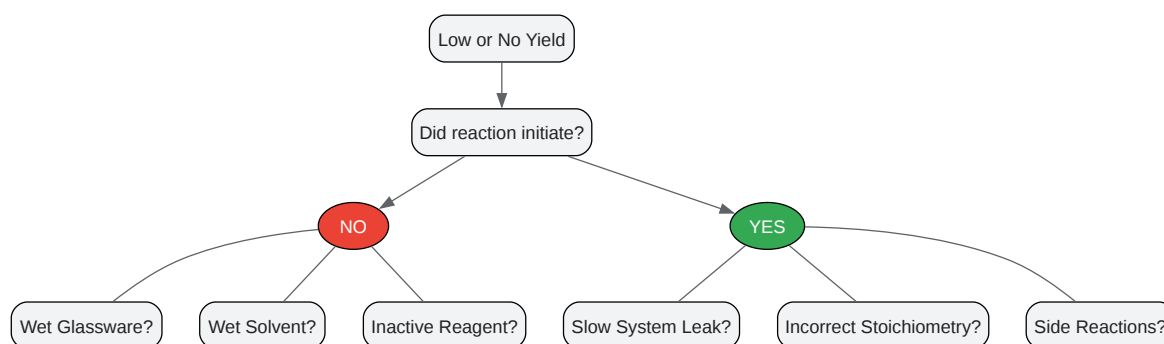 Low or No Yield
Did reaction initiate?
NO
YES
Wet Glassware?
Wet Solvent?
Inactive Reagent?
Slow System Leak?
Incorrect Stoichiometry?
Side Reactions?